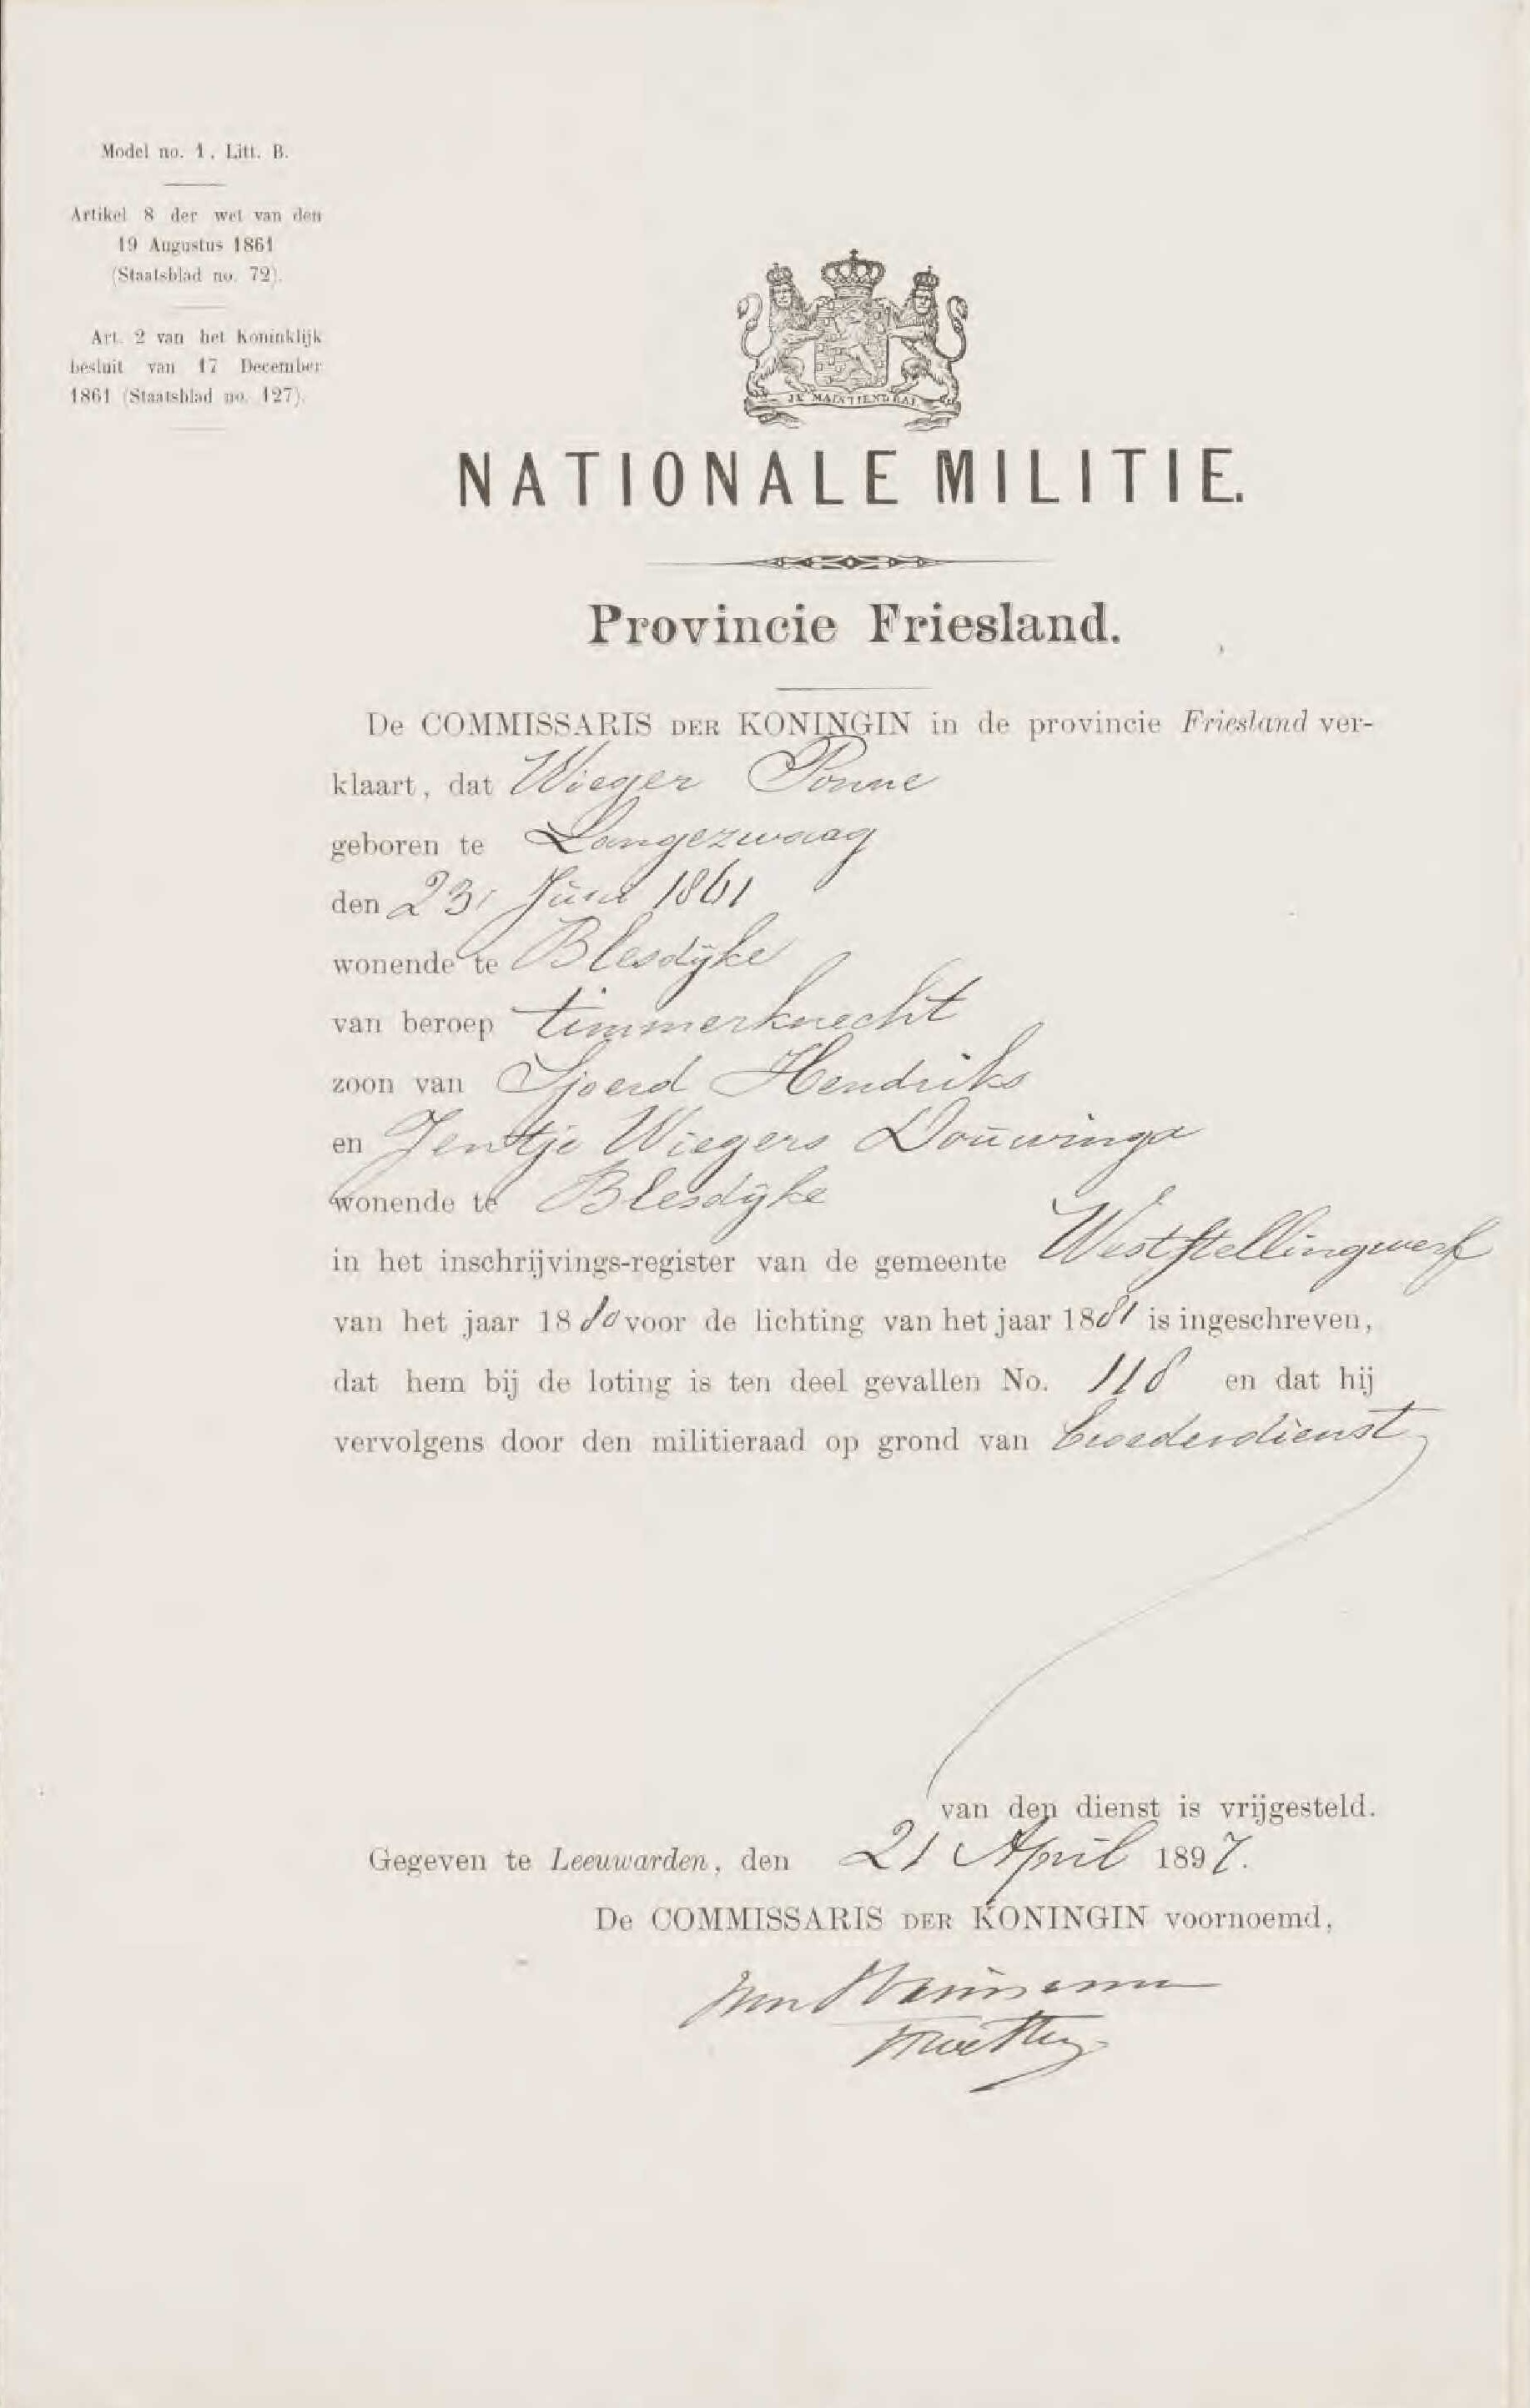 Model no. 1, Litt. B.
Artikel 8 der wet van den
19 Augustus 1861
(Staatsblad no. 72).
Art. 2 van het Koninklijk
besluit van 17 December
1861 (Staatsblad no. 127).
JE MAINTIENDRAI
NATIONALE MILITIE.
Provincie Friesland.
De COMMISSARIS DER KONINGIN in de provincie Friesland ver-
klaart, dat Wieger Ponne
geboren te Langezwaag
den 23 Juni 1861
wonende te Blesdijke
van beroep timmerknecht
zoon van Sjoerd Hendriks
en Jentje Wiegers Douwinga
wonende te Blesdijke
in het inschrijvings-register van de gemeente Weststellingwerf
van het jaar 1880 voor de lichting van het jaar 1881 is ingeschreven,
dat hem bij de loting is ten deel gevallen No. 118 en dat hij
vervolgens door den militieraad op grond van broederdienst
van den dienst is vrijgesteld.
Gegeven te Leeuwarden, den 21 April 1897.
De COMMISSARIS DER KONINGIN voornoemd,